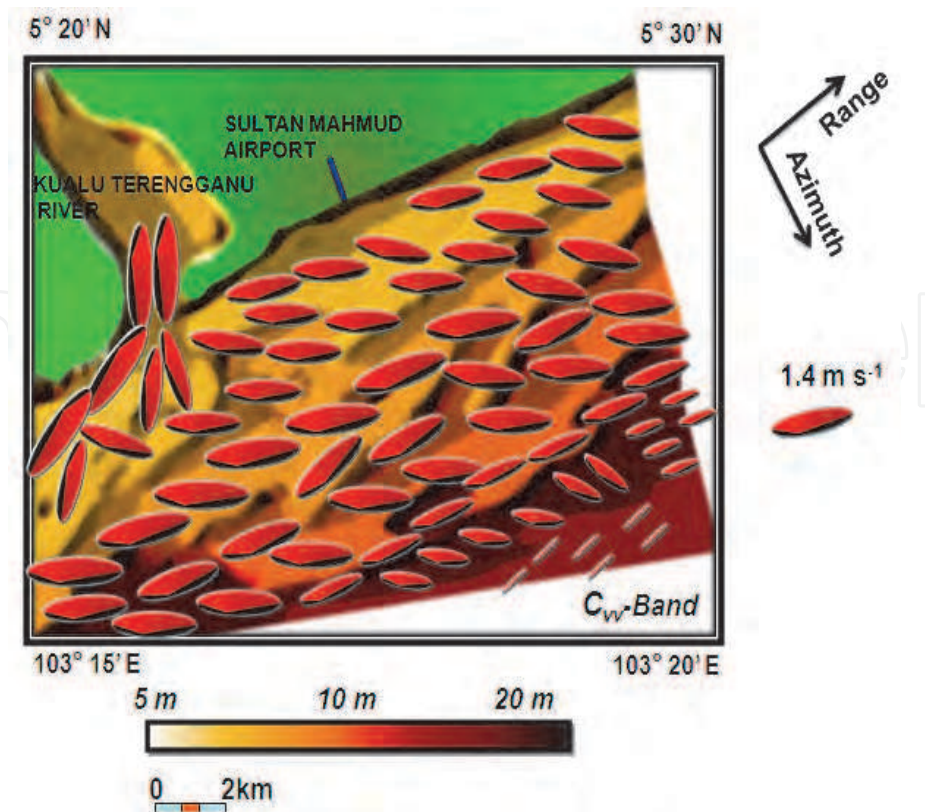 5° 20' N
5° 30' N
SULTAN MAHMUD
AIRPORT
KUALU TERENGGANU
RIVER
Range
Azimuth
1.4 m s-1
Cvv-Band
103° 15' E
103° 20' E
5 m 10 m 20 m
0 2km